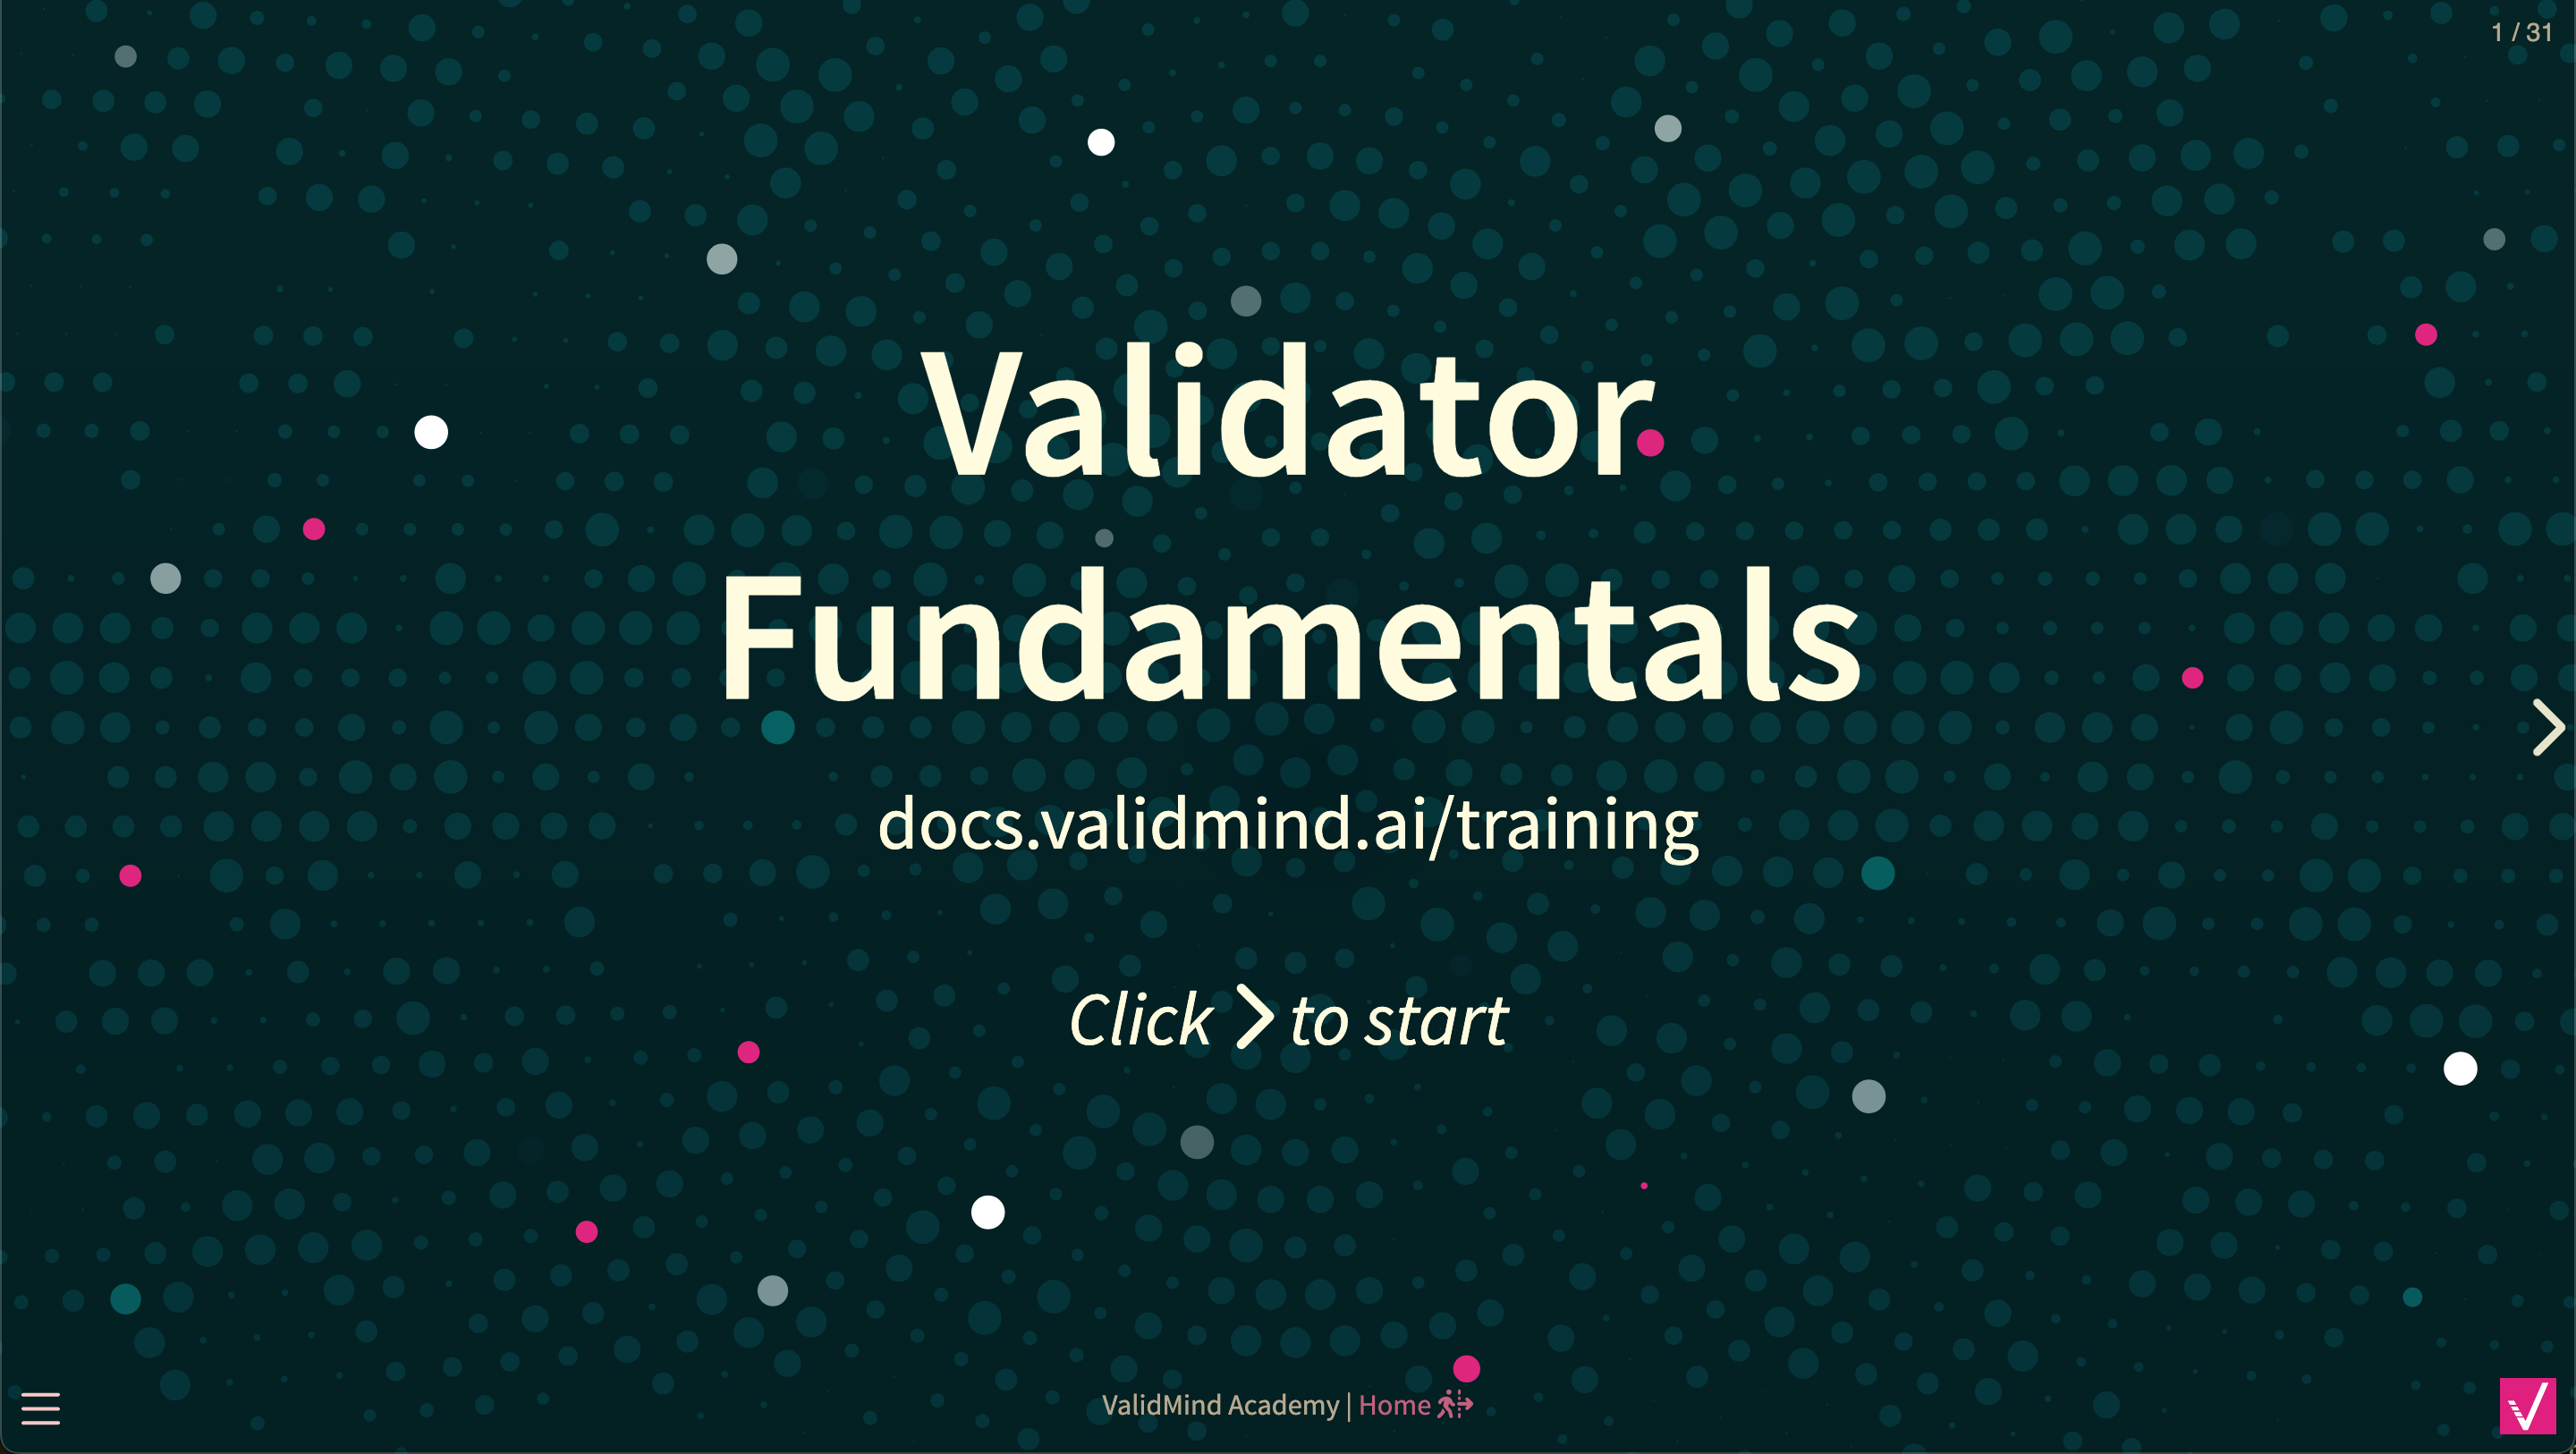 1 / 31
Validator
Fundamentals
docs.validmind.ai/training
Click > to start
ValidMind Academy | Home